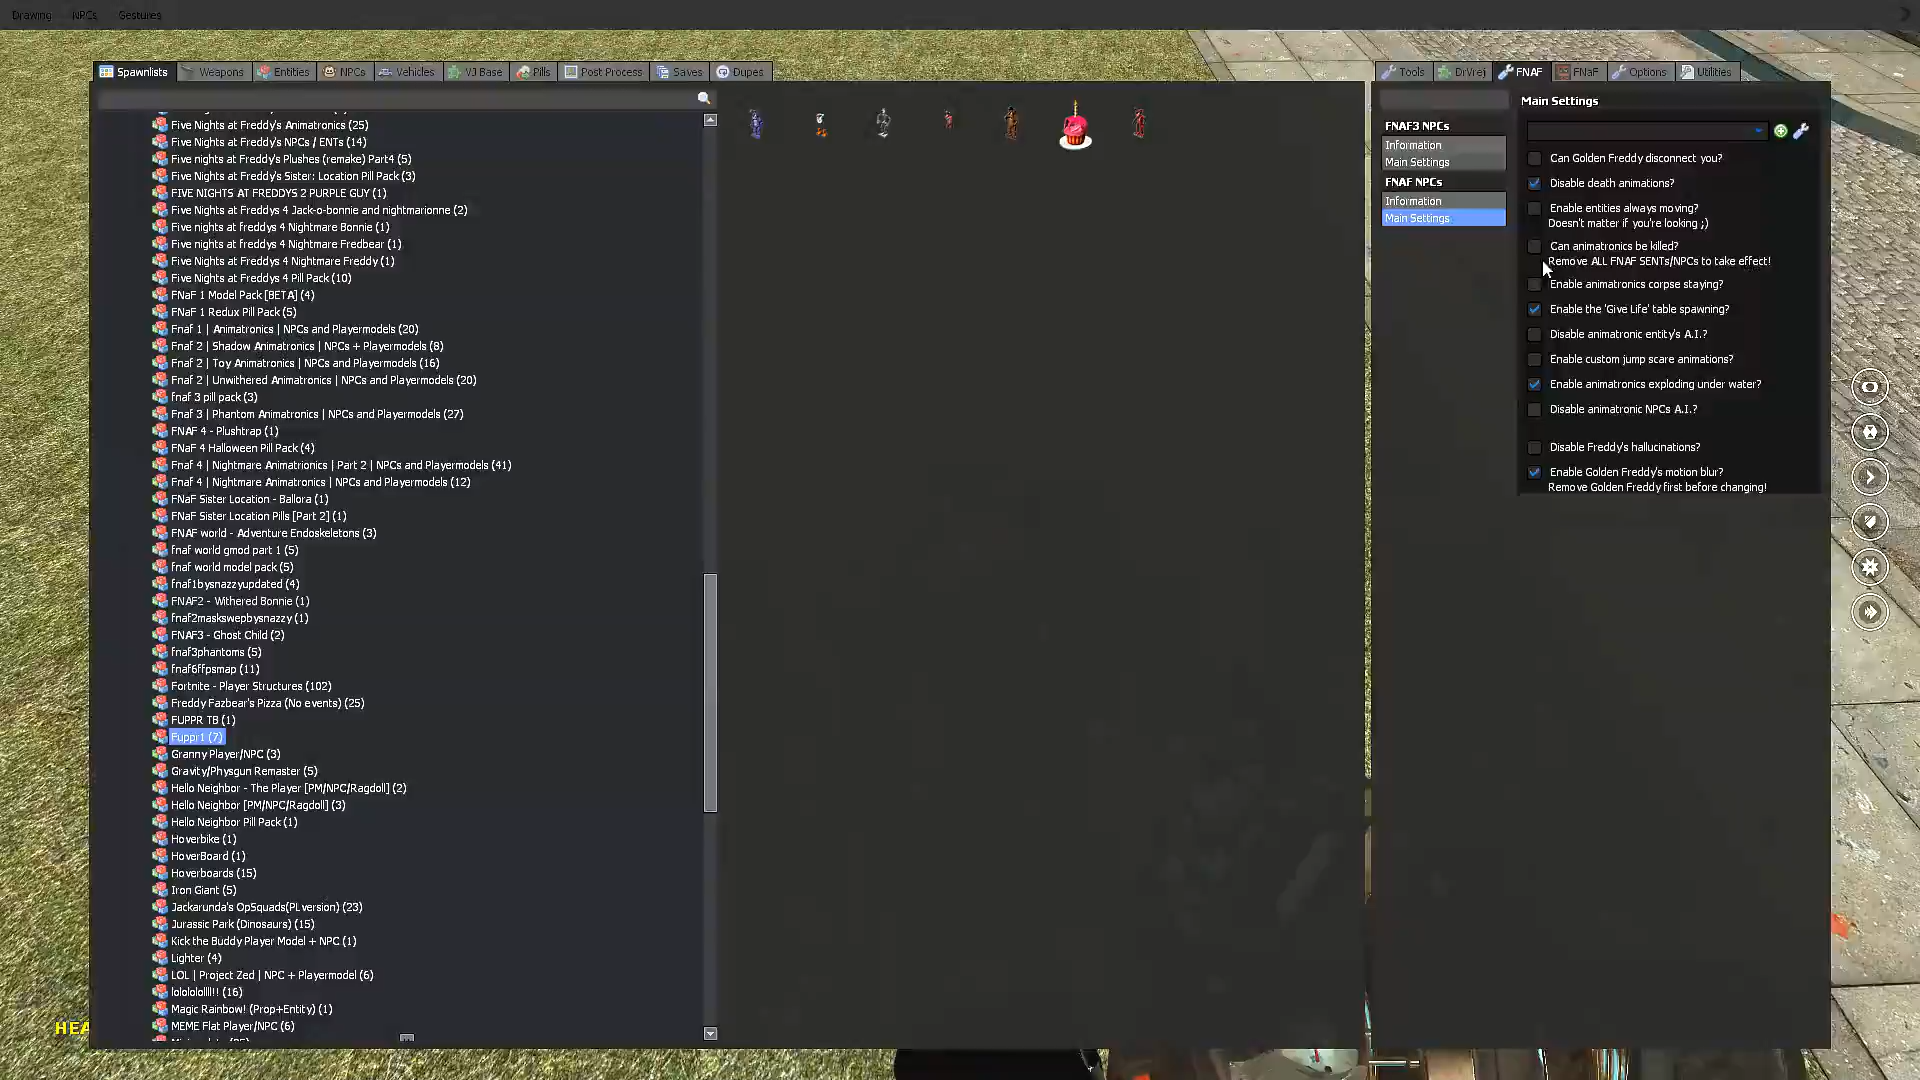 Drawing NPCs Gestures
Spawnlists Weapons Entities NPCs Vehicles VJ Base Pills Post Process Saves Dupes
Five Nights at Freddy's Animatronics (25)
Five Nights at Freddy's NPCs / ENTs (14)
Five nights at Freddy's Plushes (remake) Part4 (5)
Five Nights at Freddy's Sister: Location Pill Pack (3)
FIVE NIGHTS AT FREDDYS 2 PURPLE GUY (1)
Five Nights at Freddys 4 Jack-o-bonnie and nightmarionne (2)
Five nights at freddys 4 Nightmare Bonnie (1)
Five nights at freddys 4 Nightmare Fredbear (1)
Five Nights at Freddys 4 Nightmare Freddy (1)
Five Nights at Freddys 4 Pill Pack (10)
FNaF 1 Model Pack [BETA] (4)
FNaF 1 Redux Pill Pack (5)
Fnaf 1 | Animatronics | NPCs and Playermodels (20)
Fnaf 2 | Shadow Animatronics | NPCs + Playermodels (8)
Fnaf 2 | Toy Animatronics | NPCs and Playermodels (16)
Fnaf 2 | Unwithered Animatronics | NPCs and Playermodels (20)
fnaf 3 pill pack (3)
Fnaf 3 | Phantom Animatronics | NPCs and Playermodels (27)
FNAF 4 - Plushtrap (1)
FNaF 4 Halloween Pill Pack (4)
Fnaf 4 | Nightmare Animatrionics | Part 2 | NPCs and Playermodels (41)
Fnaf 4 | Nightmare Animatronics | NPCs and Playermodels (12)
FNaF Sister Location - Ballora (1)
FNaF Sister Location Pills [Part 2] (1)
FNAF world - Adventure Endoskeletons (3)
fnaf world gmod part 1 (5)
fnaf world model pack (5)
fnaf1bysnazzyupdated (4)
FNAF2 - Withered Bonnie (1)
fnaf2maskswepbysnazzy (1)
FNAF3 - Ghost Child (2)
fnaf3phantoms (5)
fnaf6ffpsmap (11)
Fortnite - Player Structures (102)
Freddy Fazbear's Pizza (No events) (25)
FUPPR TB (1)
Fuppr1 (7)
Granny Player/NPC (3)
Gravity/Physgun Remaster (5)
Hello Neighbor - The Player [PM/NPC/Ragdoll] (2)
Hello Neighbor [PM/NPC/Ragdoll] (3)
Hello Neighbor Pill Pack (1)
Hoverbike (1)
HoverBoard (1)
Hoverboards (15)
Iron Giant (5)
Jackarunda's OpSquads(PLversion) (23)
Jurassic Park (Dinosaurs) (15)
Kick the Buddy Player Model + NPC (1)
Lighter (4)
LOL | Project Zed | NPC + Playermodel (6)
Magic Rainbow! (Prop+Entity) (1)
MEME Flat Player/NPC (6)
HEA
Tools DrVrej FNAF FNaF Options Utilities
FNAF3 NPCs
Information
Main Settings
FNAF NPCs
Information
Main Settings
Main Settings
Can Golden Freddy disconnect you?
Disable death animations?
Enable entities always moving?
Doesn't matter if you're looking ;)
Can animatronics be killed?
Remove ALL FNAF SENTs/NPCs to take effect!
Enable animatronics corpse staying?
Enable the 'Give Life' table spawning?
Disable animatronic entity's A.I.?
Enable custom jump scare animations?
Enable animatronics exploding under water?
Disable animatronic NPCs A.I.?
Disable Freddy's hallucinations?
Enable Golden Freddy's motion blur?
Remove Golden Freddy first before changing!